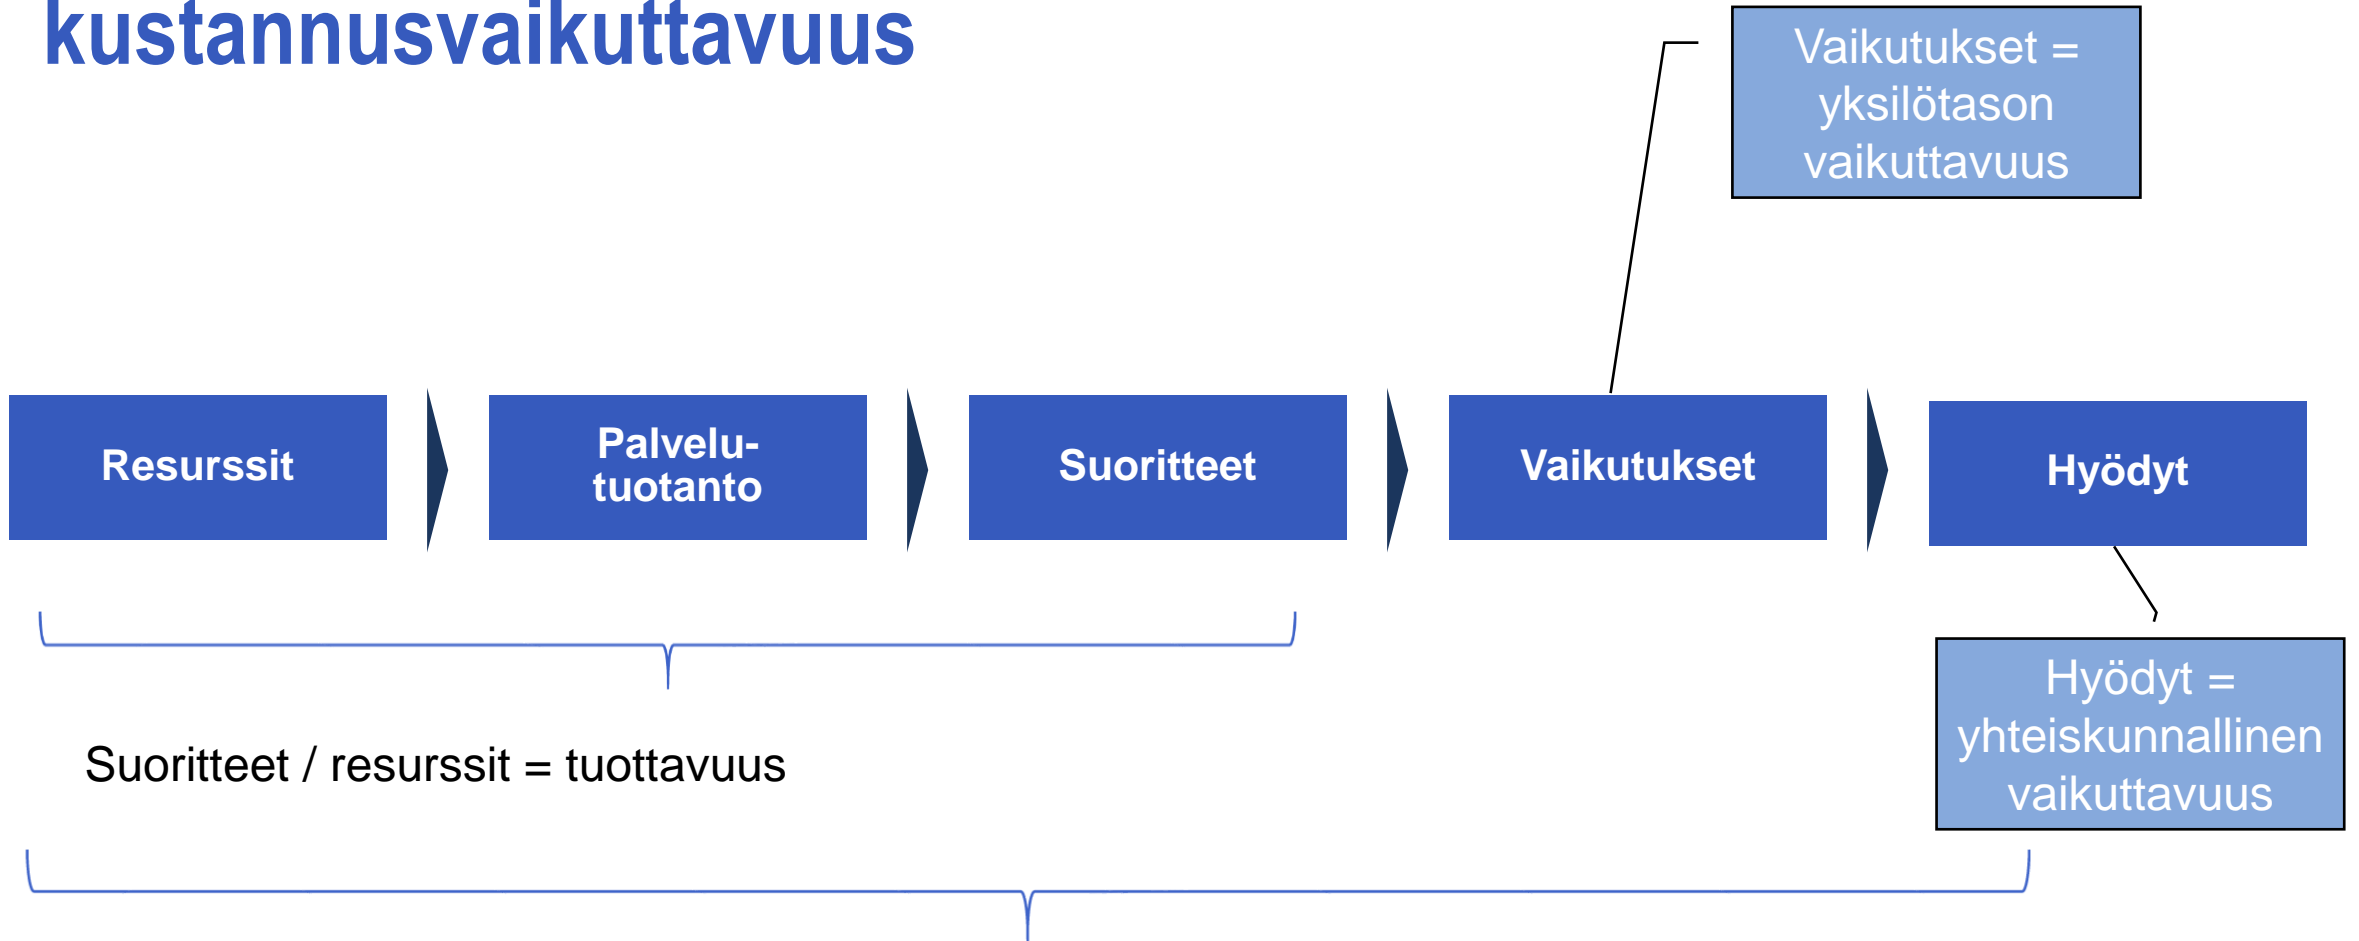 kustannusvaikuttavuus
Vaikutukset =
yksilötason
vaikuttavuus
Resurssit
Palvelu-
tuotanto
Suoritteet
Vaikutukset
Hyödyt
Hyödyt =
yhteiskunnallinen
vaikuttavuus
Suoritteet / resurssit = tuottavuus